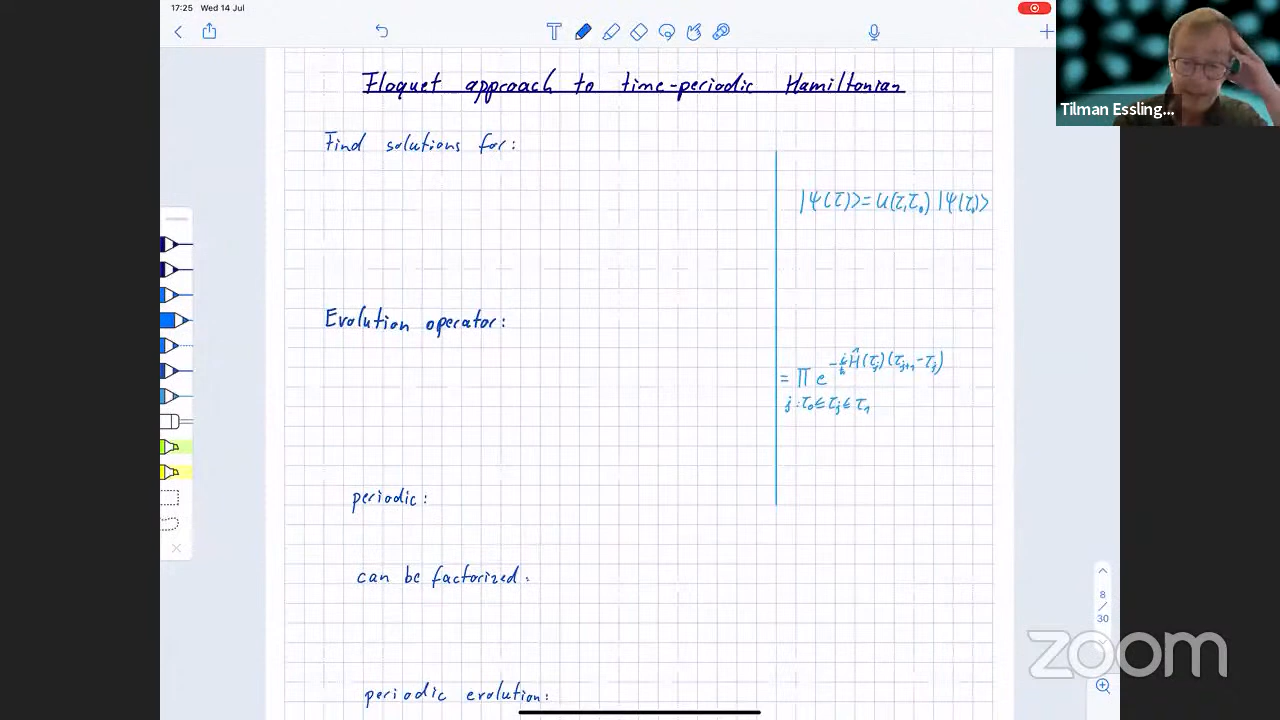 17:25 Wed 14 Jul
Tilman Essling...
Floquet approach to time-periodic Hamiltonian
Find solutions for:
|Ψ(τ)> = U(τ,τ₀) |Ψ(τ₀)>
Evolution operator:
= Π e^{-i/ħ Ĥ(τⱼ)(τⱼ₊₁-τⱼ)}
j: τ₀ ≤ τⱼ ≤ τ₁
periodic:
can be factorized:
8
/
30
periodic evolution:
zoom